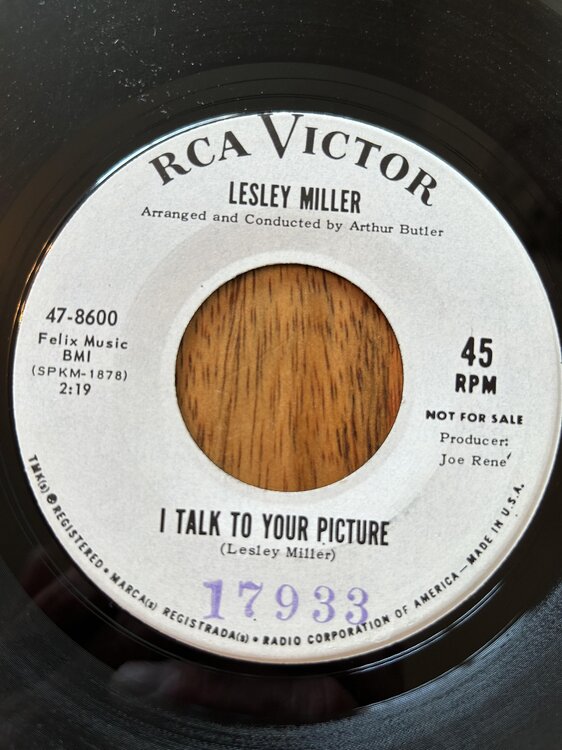 RCA VICTOR
LESLEY MILLER
Arranged and Conducted by Arthur Butler
47-8600
Felix Music
BMI
(SPKM-1878)
2:19
45
RPM
NOT FOR SALE
Producer:
Joe René
I TALK TO YOUR PICTURE
(Lesley Miller)
17933
TMK(s) ® REGISTERED • MARCA(s) REGISTRADA(s) • RADIO CORPORATION OF AMERICA—MADE IN U.S.A.